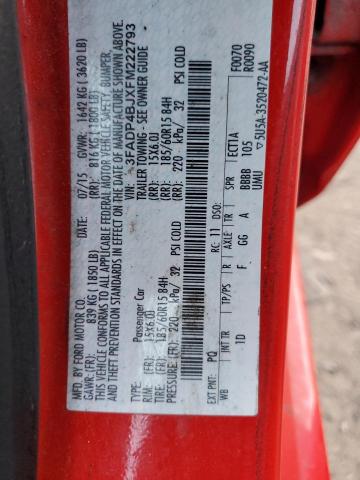 MFD. BY FORD MOTOR CO.
07/15 GVWR: 1642 KG ( 3620 LB)
GAWR:(FR): 839 KG ( 1850 LB) (RR): 816 KG ( 1800 LB)
THIS VEHICLE CONFORMS TO ALL APPLICABLE FEDERAL MOTOR VEHICLE SAFETY, BUMPER,
AND THEFT PREVENTION STANDARDS IN EFFECT ON THE DATE OF MANUFACTURE SHOWN ABOVE.
VIN: 3FADP4BJXFM222793
TYPE: Passenger Car TRAILER TOWING - SEE OWNER GUIDE
RIM: (FR): 15X6.0J (RR): 15X6.0J
TIRE: (FR): 185/60R15 84H (RR): 185/60R15 84H
PRESSURE:(FR): 220 kPa/ 32 PSI COLD (RR): 220 kPa/ 32 PSI COLD
F0070
R0090
EXT PNT: PQ RC: 11 DSO:
WB INT TR TP/PS R AXLE TR SPR ECT1A
1D F GG A BBBB 105
UMU
3U5A-3520472-AA